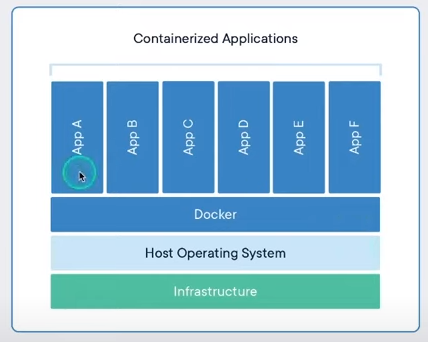 Containerized Applications
App A
App B
App C
App D
App E
App F
Docker
Host Operating System
Infrastructure